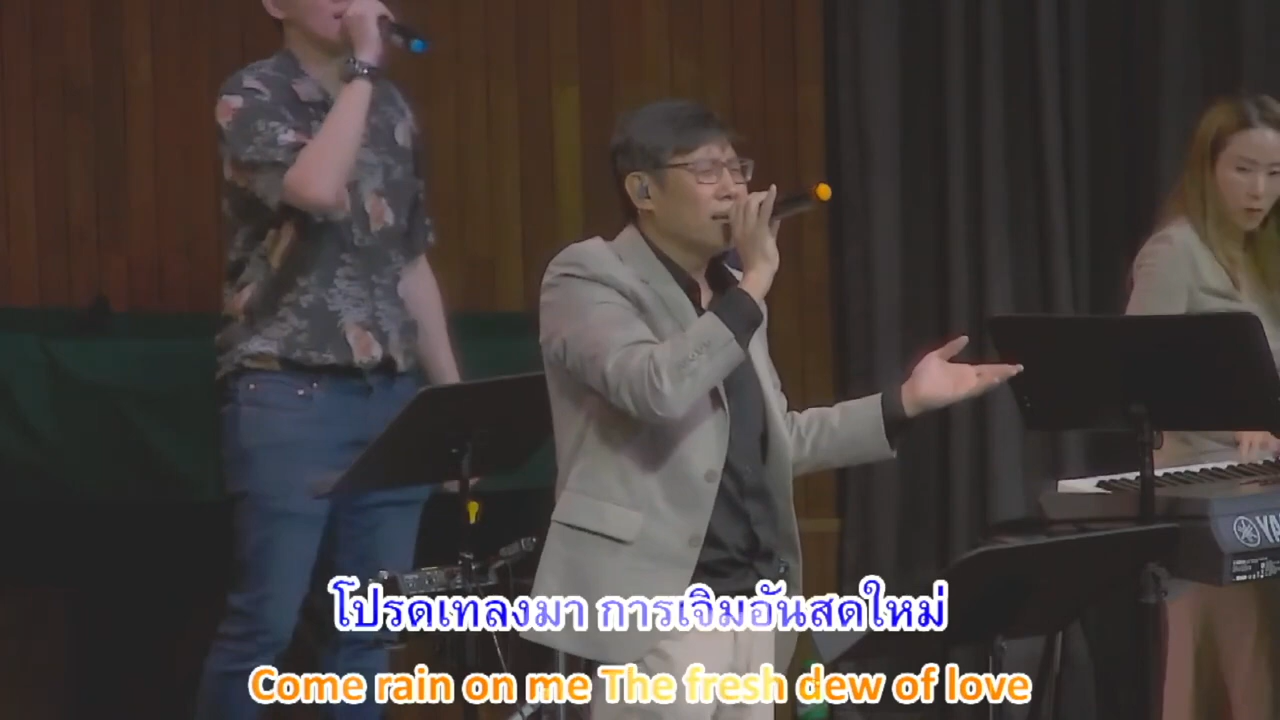 โปรดเทลงมา การเจิมอันสดใหม่
Come rain on me The fresh dew of love
YA